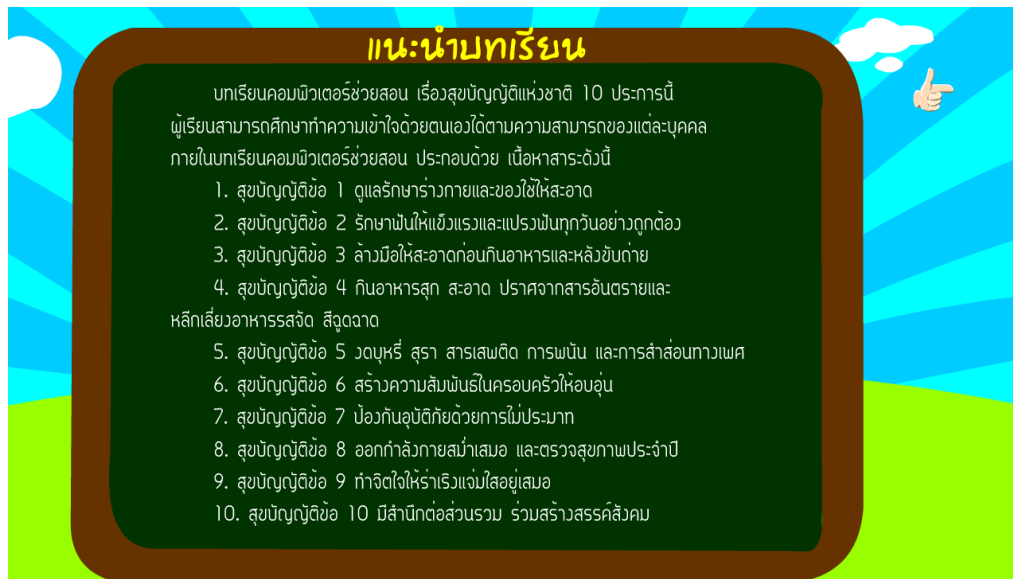 แนะนำบทเรียน
บทเรียนคอมพิวเตอร์ช่วยสอน เรื่องสุขบัญญัติแห่งชาติ 10 ประการนี้
ผู้เรียนสามารถศึกษาทำความเข้าใจด้วยตนเองได้ตามความสามารถของแต่ละบุคคล
ภายในบทเรียนคอมพิวเตอร์ช่วยสอน ประกอบด้วย เนื้อหาสาระดังนี้
1. สุขบัญญัติข้อ 1 ดูแลรักษาร่างกายและของใช้ให้สะอาด
2. สุขบัญญัติข้อ 2 รักษาฟันให้แข็งแรงและแปรงฟันทุกวันอย่างถูกต้อง
3. สุขบัญญัติข้อ 3 ล้างมือให้สะอาดก่อนกินอาหารและหลังขับถ่าย
4. สุขบัญญัติข้อ 4 กินอาหารสุก สะอาด ปราศจากสารอันตรายและ
หลีกเลี่ยงอาหารรสจัด สีฉูดฉาด
5. สุขบัญญัติข้อ 5 งดบุหรี่ สุรา สารเสพติด การพนัน และการสำส่อนทางเพศ
6. สุขบัญญัติข้อ 6 สร้างความสัมพันธ์ในครอบครัวให้อบอุ่น
7. สุขบัญญัติข้อ 7 ป้องกันอุบัติภัยด้วยการไม่ประมาท
8. สุขบัญญัติข้อ 8 ออกกำลังกายสม่ำเสมอ และตรวจสุขภาพประจำปี
9. สุขบัญญัติข้อ 9 ทำจิตใจให้ร่าเริงแจ่มใสอยู่เสมอ
10. สุขบัญญัติข้อ 10 มีสำนึกต่อส่วนรวม ร่วมสร้างสรรค์สังคม